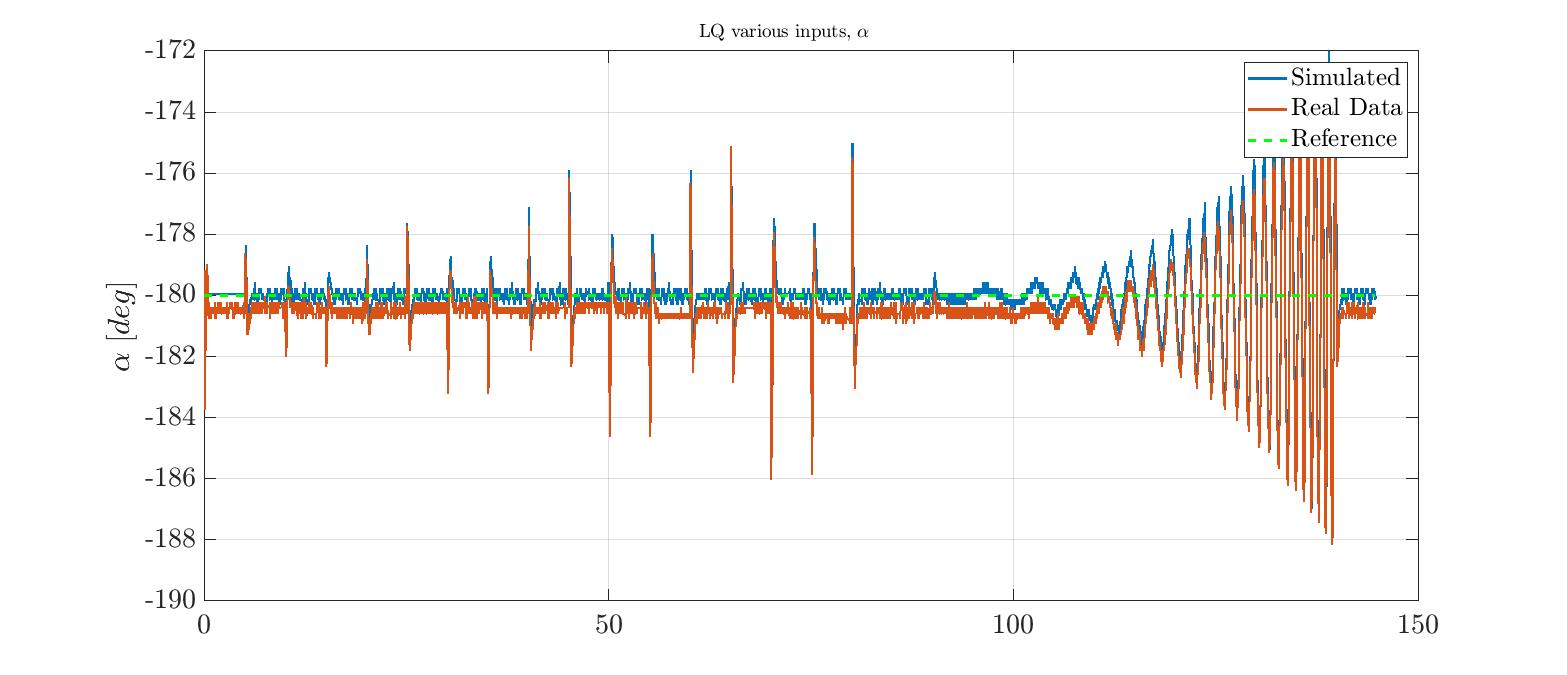 LQ various inputs, α
-172
-174
-176
-178
-180
-182
-184
-186
-188
-190
α [deg]
0
50
100
150
Simulated
Real Data
Reference